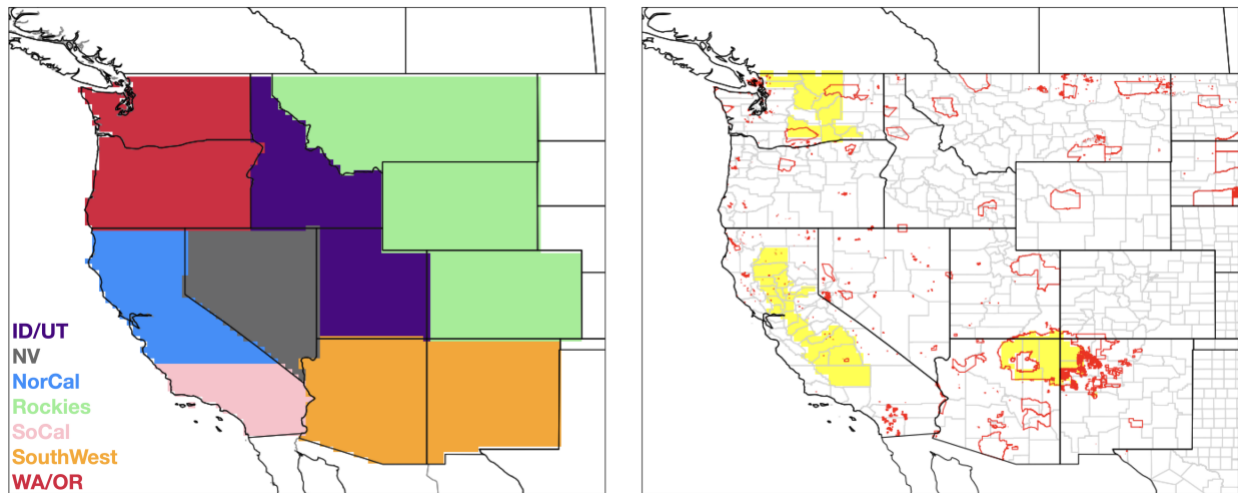 ID/UT
NV
NorCal
Rockies
SoCal
SouthWest
WA/OR